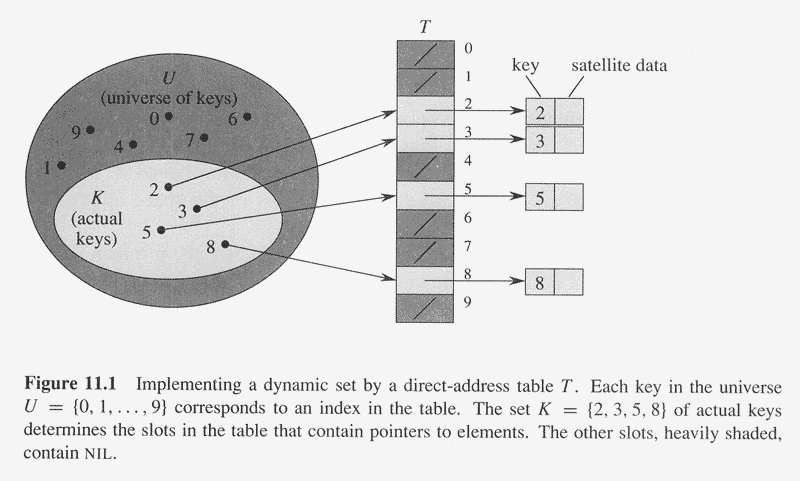 T
U
(universe of keys)
0
6
9
4
7
1
K
(actual
keys)
2
3
5
8
0
1
2
3
4
5
6
7
8
9
key
satellite data
2
3
5
8
Figure 11.1 Implementing a dynamic set by a direct-address table T. Each key in the universe
U = {0, 1, . . . , 9} corresponds to an index in the table. The set K = {2, 3, 5, 8} of actual keys
determines the slots in the table that contain pointers to elements. The other slots, heavily shaded,
contain NIL.